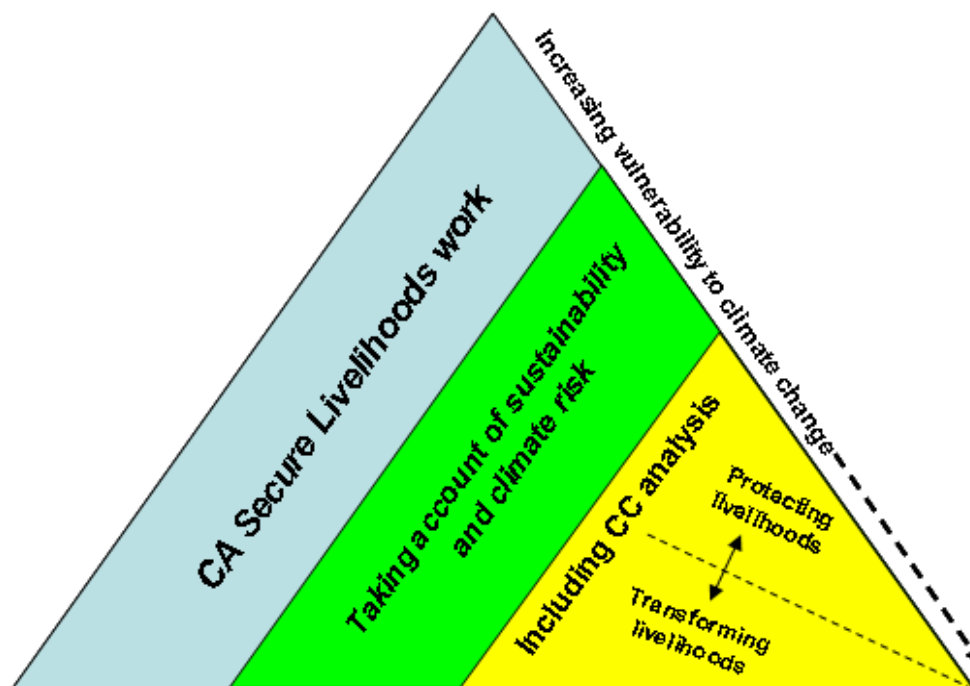 CA Secure Livelihoods work
Taking account of sustainability
and climate risk
Including CC analysis
Increasing vulnerability to climate change
Protecting
livelihoods
Transforming
livelihoods